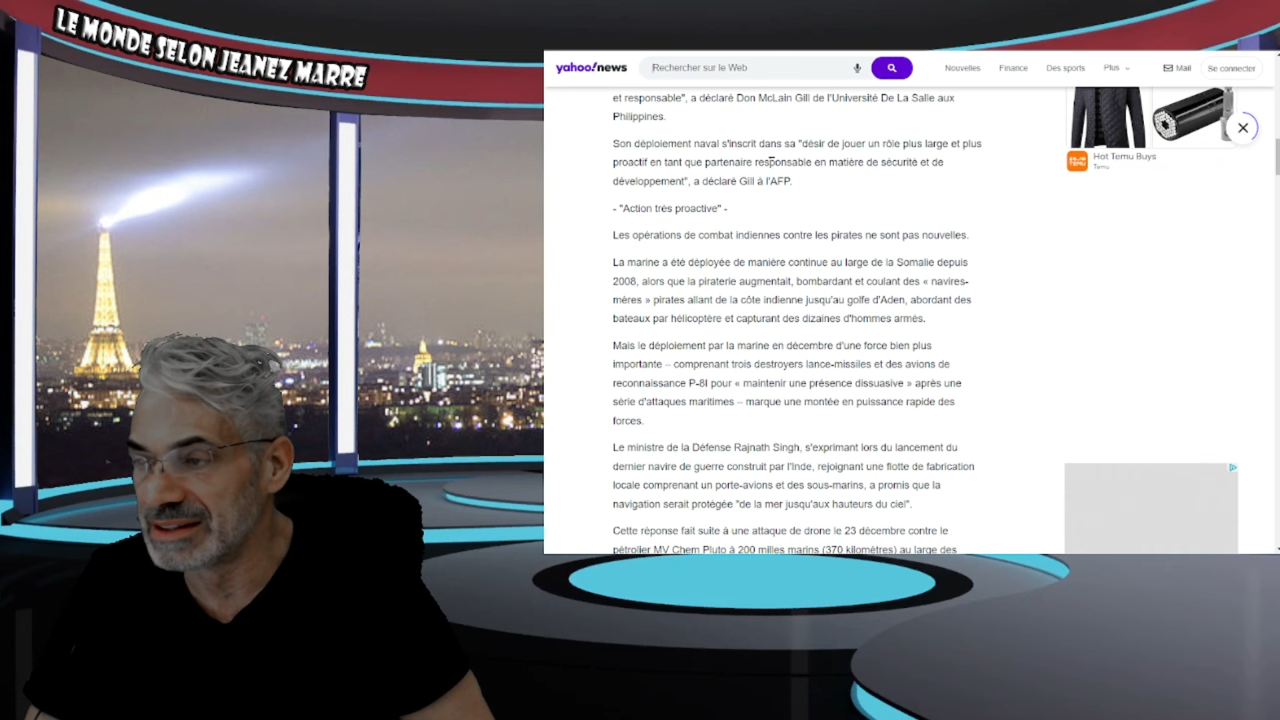 LE MONDE SELON JEANEZ MARRE
yahoo!news
Rechercher sur le Web
Nouvelles
Finance
Des sports
Plus
Mail
Se connecter
et responsable", a déclaré Don McLain Gill de l'Université De La Salle aux
Philippines.
Son déploiement naval s'inscrit dans sa "désir de jouer un rôle plus large et plus
proactif en tant que partenaire responsable en matière de sécurité et de
développement", a déclaré Gill à l'AFP.
- "Action très proactive" -
Les opérations de combat indiennes contre les pirates ne sont pas nouvelles.
La marine a été déployée de manière continue au large de la Somalie depuis
2008, alors que la piraterie augmentait, bombardant et coulant des « navires-
mères » pirates allant de la côte indienne jusqu'au golfe d'Aden, abordant des
bateaux par hélicoptère et capturant des dizaines d'hommes armés.
Mais le déploiement par la marine en décembre d'une force bien plus
importante – comprenant trois destroyers lance-missiles et des avions de
reconnaissance P-8I pour « maintenir une présence dissuasive » après une
série d'attaques maritimes – marque une montée en puissance rapide des
forces.
Le ministre de la Défense Rajnath Singh, s'exprimant lors du lancement du
dernier navire de guerre construit par l'Inde, rejoignant une flotte de fabrication
locale comprenant un porte-avions et des sous-marins, a promis que la
navigation serait protégée "de la mer jusqu'aux hauteurs du ciel".
Cette réponse fait suite à une attaque de drone le 23 décembre contre le
pétrolier MV Chem Pluto à 200 milles marins (370 kilomètres) au large des
Hot Temu Buys
Temu